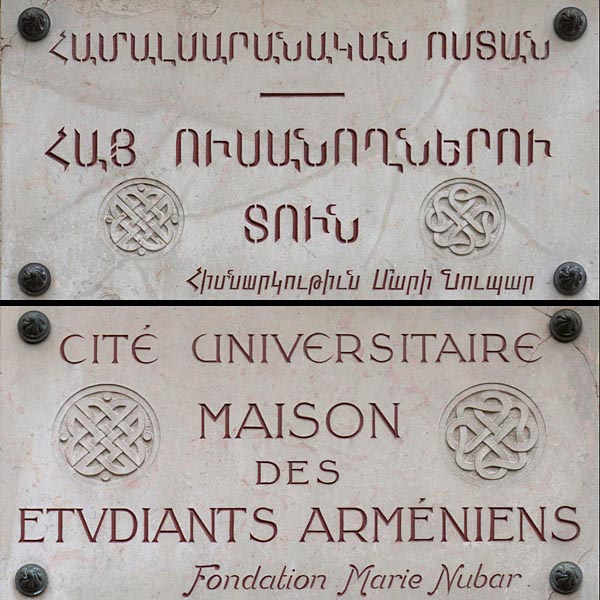 ՀԱՄԱԼՍԱՐԱՆԱԿԱՆ ՈՍՏԱՆ
ՀԱՅ ՈՒՍԱՆՈՂՆԵՐՈՒ
ՏՈՒՆ
Հիմնարկութիւն Մարի Նուպար
CITÉ UNIVERSITAIRE
MAISON
DES
ETVDIANTS ARMÉNIENS
Fondation Marie Nubar.